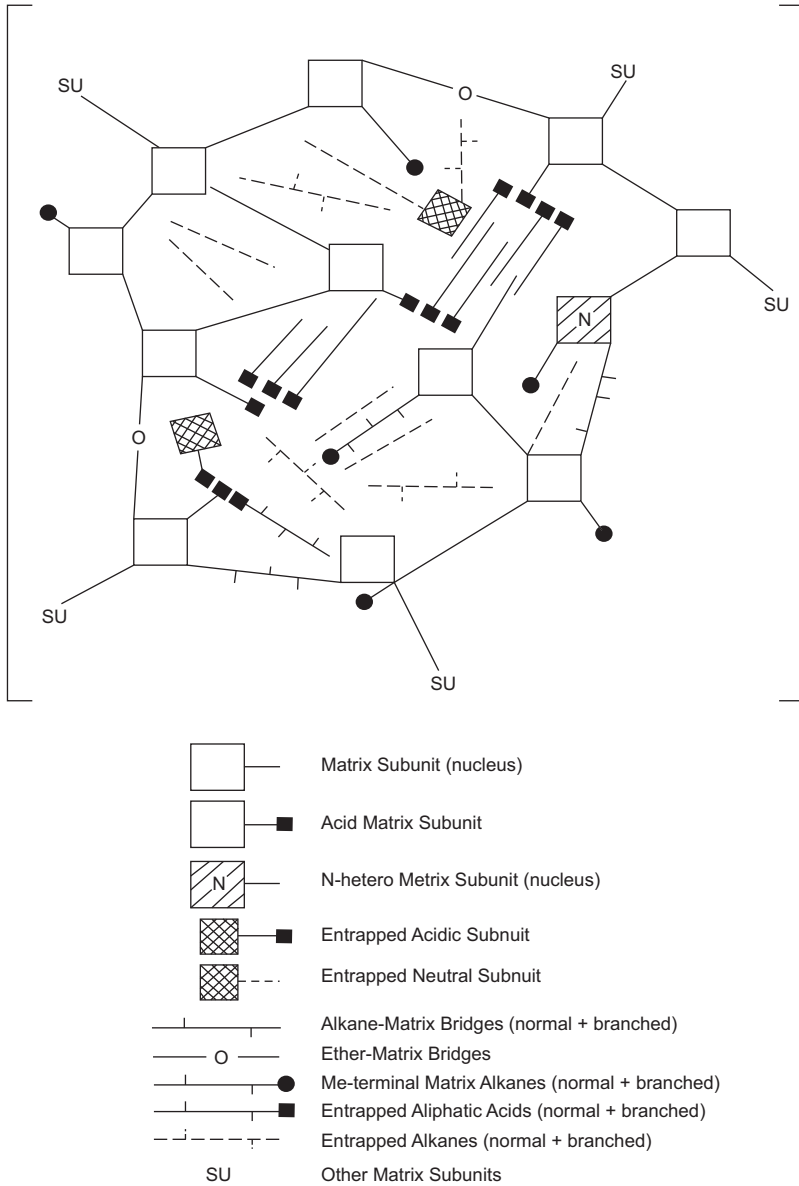 SU
SU
O
SU
N
O
SU
SU
Matrix Subunit (nucleus)
Acid Matrix Subunit
N N-hetero Metrix Subunit (nucleus)
Entrapped Acidic Subnuit
Entrapped Neutral Subnuit
Alkane-Matrix Bridges (normal + branched)
O Ether-Matrix Bridges
Me-terminal Matrix Alkanes (normal + branched)
Entrapped Aliphatic Acids (normal + branched)
Entrapped Alkanes (normal + branched)
SU Other Matrix Subunits